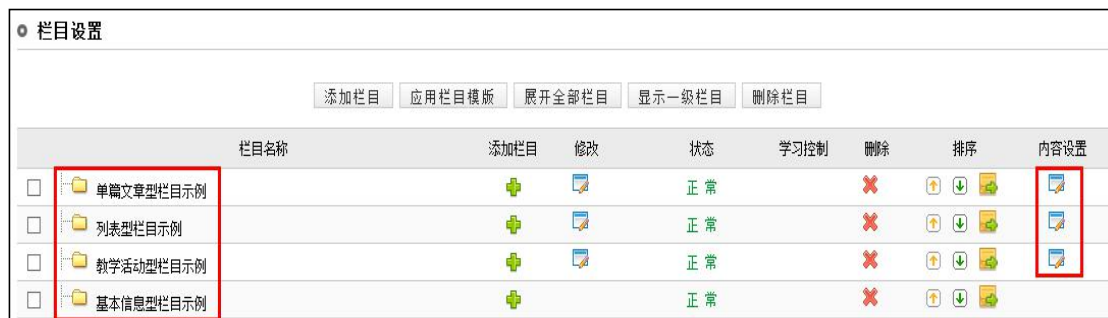 栏目设置
添加栏目 应用栏目模版 展开全部栏目 显示一级栏目 删除栏目
栏目名称 添加栏目 修改 状态 学习控制 删除 排序 内容设置
单篇文章型栏目示例 正常
列表型栏目示例 正常
教学活动型栏目示例 正常
基本信息型栏目示例 正常